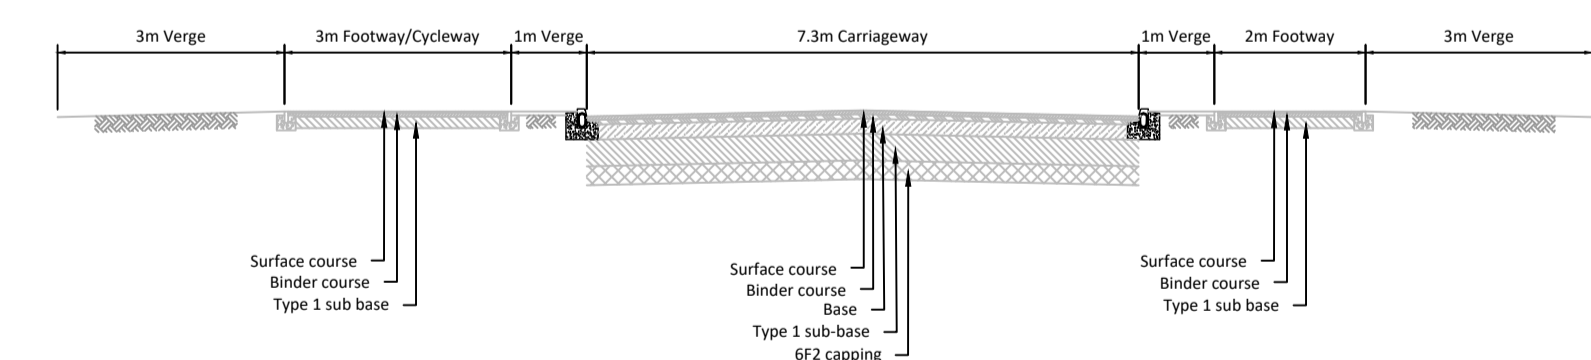 3m Verge
3m Footway/Cycleway
1m Verge
7.3m Carriageway
1m Verge
2m Footway
3m Verge
Surface course
Binder course
Type 1 sub base
Surface course
Binder course
Base
Type 1 sub-base
6F2 capping
Surface course
Binder course
Type 1 sub base